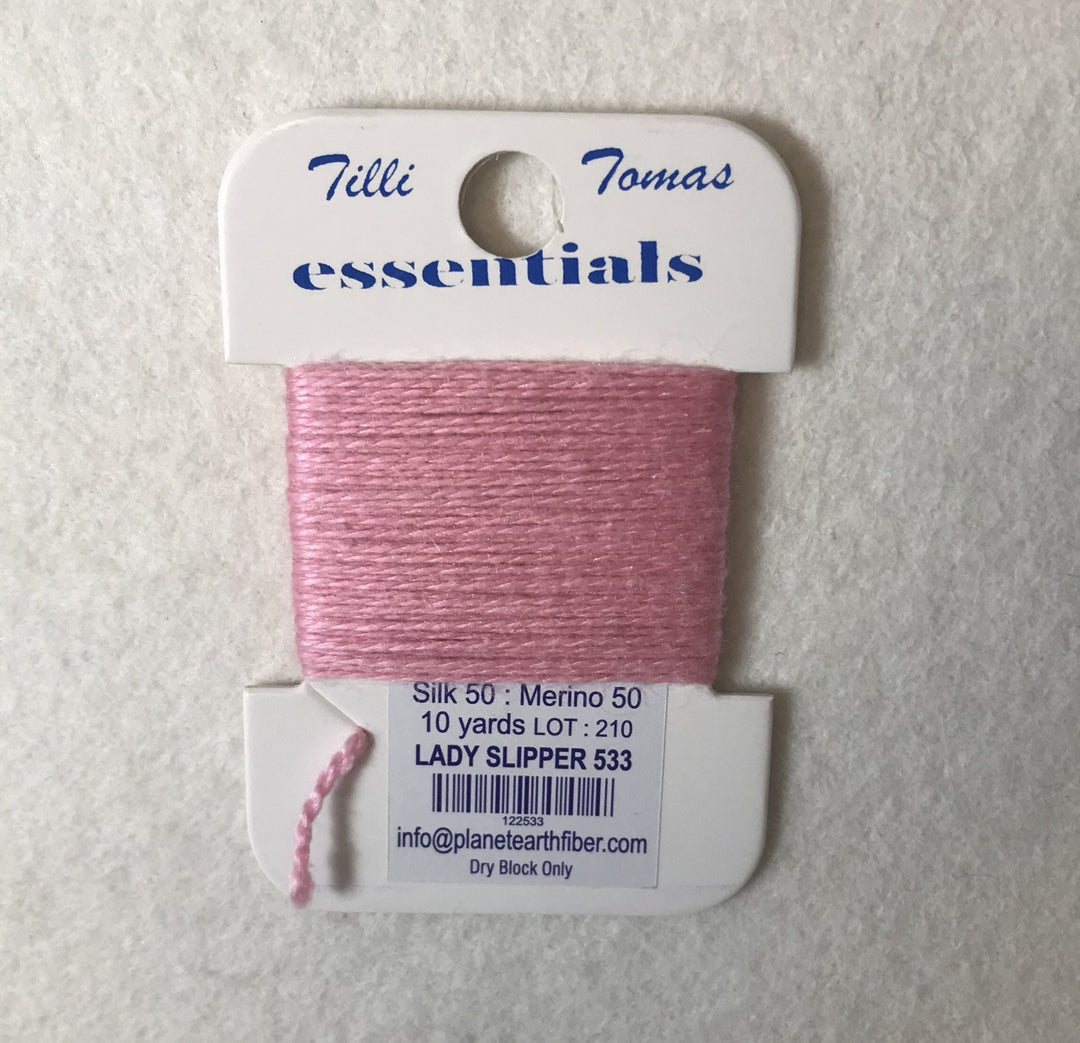 Tilli Tomas
essentials
Silk 50 : Merino 50
10 yards LOT : 210
LADY SLIPPER 533
122533
info@planetearthfiber.com
Dry Block Only